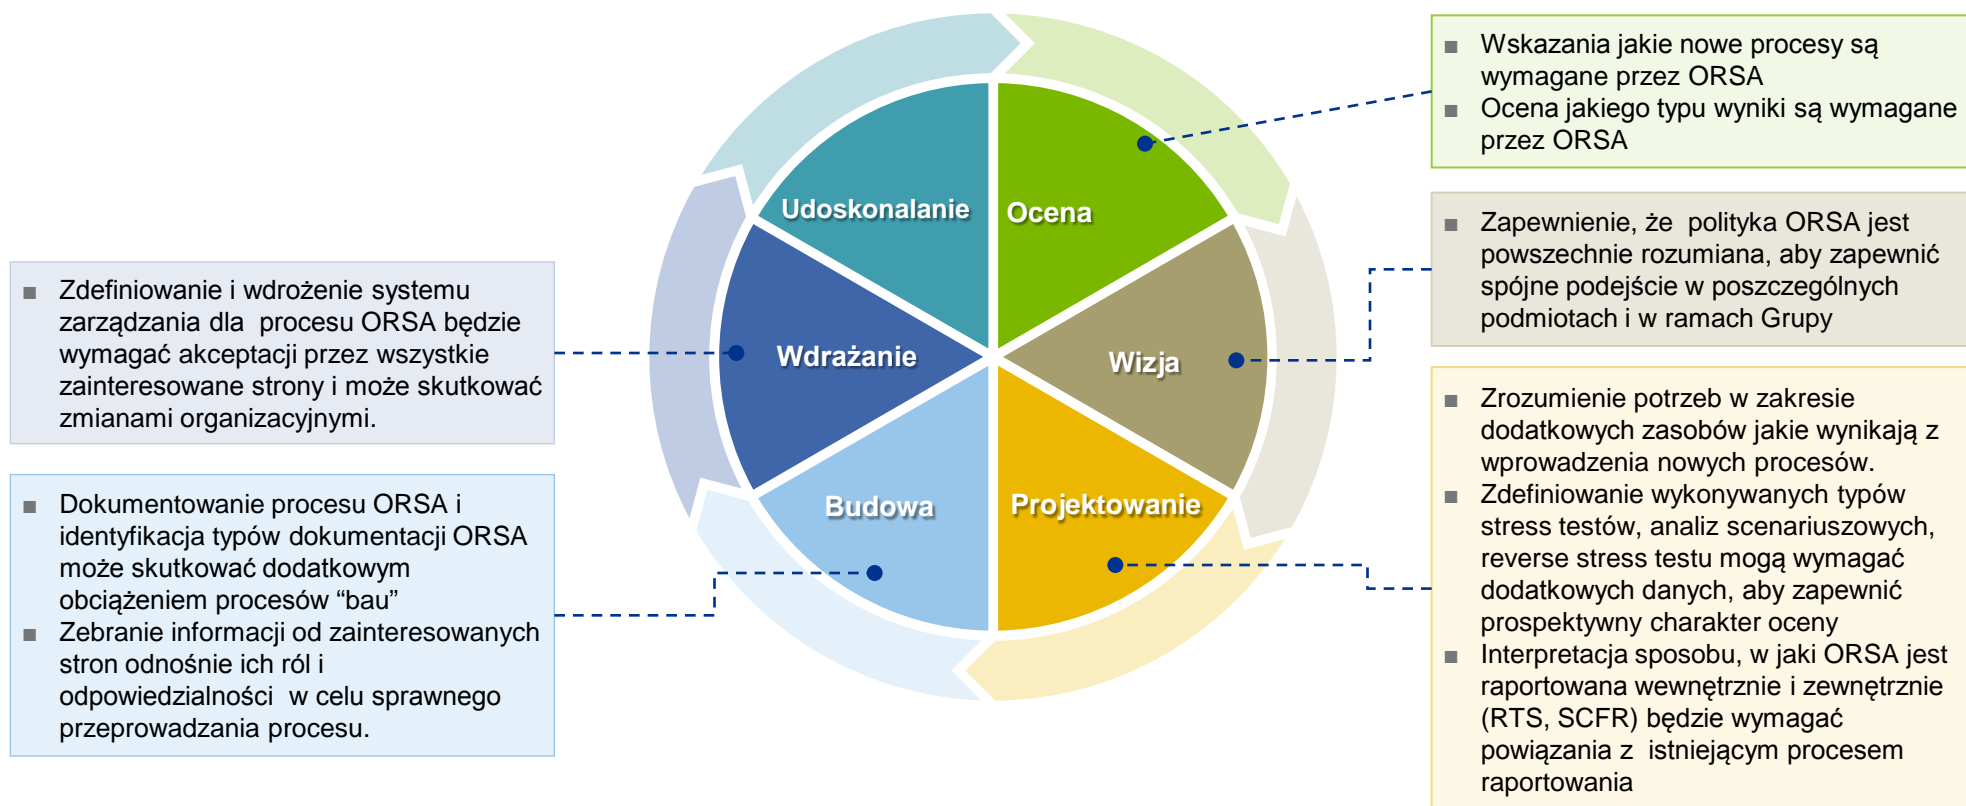 Wskazania jakie nowe procesy są
wymagane przez ORSA
Ocena jakiego typu wyniki są wymagane
przez ORSA
Udoskonalanie
Ocena
Zapewnienie, że  polityka ORSA jest
powszechnie rozumiana, aby zapewnić
spójne podejście w poszczególnych
podmiotach i w ramach Grupy
Zdefiniowanie i wdrożenie systemu
zarządzania dla  procesu ORSA będzie
wymagać akceptacji przez wszystkie
zainteresowane strony i może skutkować
zmianami organizacyjnymi.
Wdrażanie
Wizja
Zrozumienie potrzeb w zakresie
dodatkowych zasobów jakie wynikają z
wprowadzenia nowych procesów.
Zdefiniowanie wykonywanych typów
stress testów, analiz scenariuszowych,
reverse stress testu mogą wymagać
dodatkowych danych, aby zapewnić
prospektywny charakter oceny
Interpretacja sposobu, w jaki ORSA jest
raportowana wewnętrznie i zewnętrznie
(RTS, SCFR) będzie wymagać
powiązania z  istniejącym procesem
raportowania
Budowa
Projektowanie
Dokumentowanie procesu ORSA i
identyfikacja typów dokumentacji ORSA
może skutkować dodatkowym
obciążeniem procesów “bau”
Zebranie informacji od zainteresowanych
stron odnośnie ich ról i
odpowiedzialności  w celu sprawnego
przeprowadzania procesu.